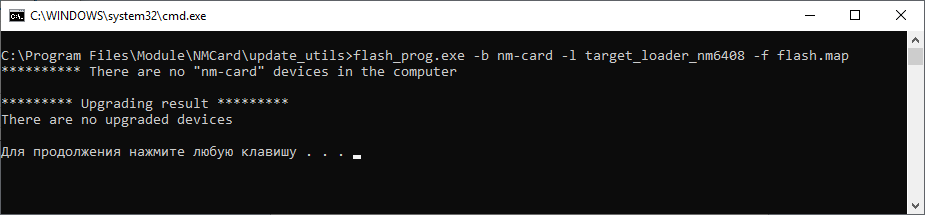 C:\WINDOWS\system32\cmd.exe
C:\Program Files\Module\NMCard\update_utils>flash_prog.exe -b nm-card -l target_loader_nm6408 -f flash.map
********** There are no "nm-card" devices in the computer
********* Upgrading result *********
There are no upgraded devices
Для продолжения нажмите любую клавишу . . .